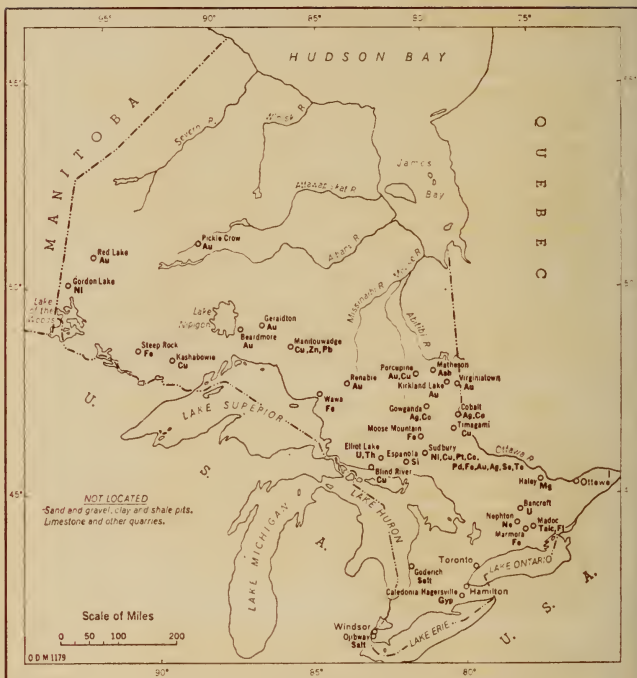 95°
90°
85°
80°
75°
HUDSON BAY
55°
55°
MANITOBA
QUEBEC
Severn R.
Winisk R.
James
Bay
Attawapiskat R.
Albany R.
Pickle Crow
Au
Red Lake
Au
Gordon Lake
Ni
50°
Lake
of the
Woods
Lake
Nipigon
Geraldton
Au
Beardmore
Au
Manitouwadge
Cu, Zn, Pb
Missinaibi R.
Moose R.
Abitibi R.
Steep Rock
Fe
Kashabowie
Cu
Porcupine
Au, Cu
Matheson
Asb
Kirkland Lake
Au
Virginiatown
Au
Renabie
Au
Wawa
Fe
Gowganda
Ag, Co
Cobalt
Ag, Co
Timagami
Cu
Moose Mountain
Fe
LAKE SUPERIOR
U. S. A.
Elliot Lake
U, Th
Espanola
Si
Sudbury
Ni, Cu, Pt, Co,
Pd, Fe, Au, Ag, Se, Te
Blind River
Cu
Ottawa R.
45°
45°
Haley
Mg
Ottawa
NOT LOCATED
Sand and gravel, clay and shale pits.
Limestone and other quarries.
LAKE MICHIGAN
LAKE HURON
Bancroft
U
Nephton
Ne
Madoc
Talc, Fl
Marmora
Fe
Toronto
LAKE ONTARIO
Goderich
Salt
Caledonia Hagersville
Gyp
Hamilton
U. S. A.
Scale of Miles
0 50 100 200
Windsor
Ojibway
Salt
LAKE ERIE
ODM 1179
90°
85°
80°